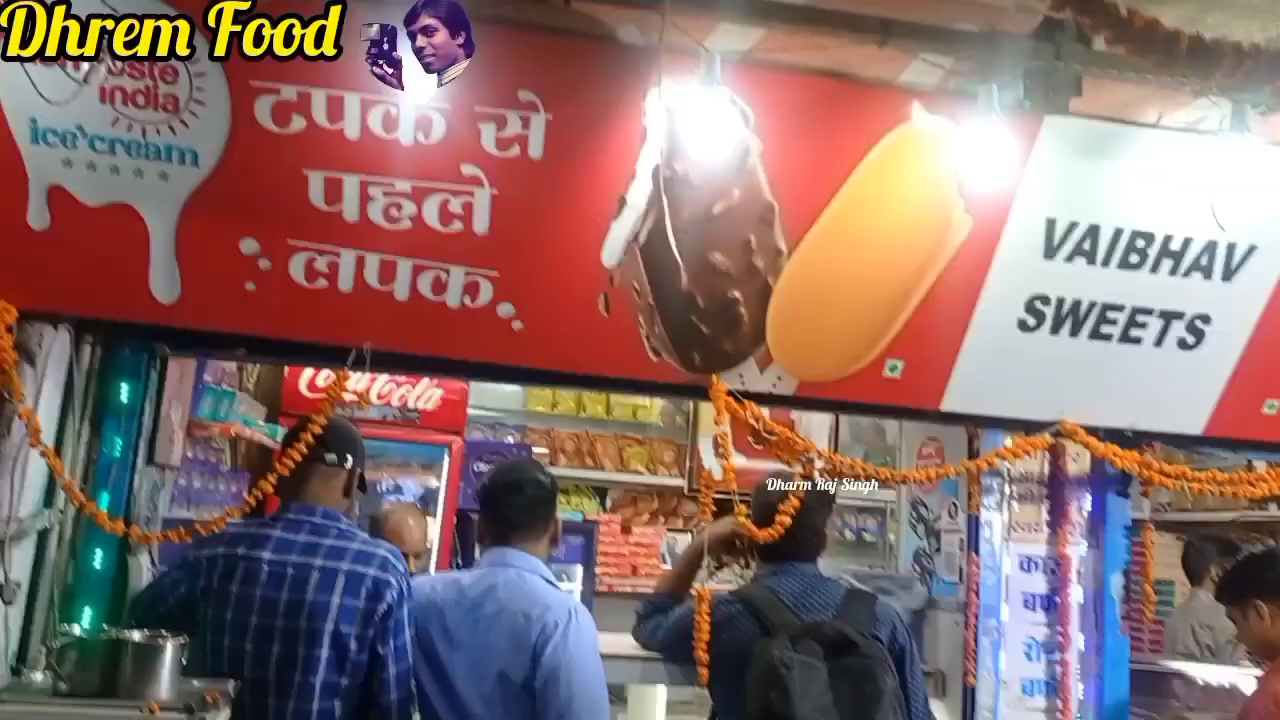 Dhrem Food
india
ice cream
टपक से
पहले
लपक
VAIBHAV
SWEETS
Coca-Cola
Dharm Raj Singh